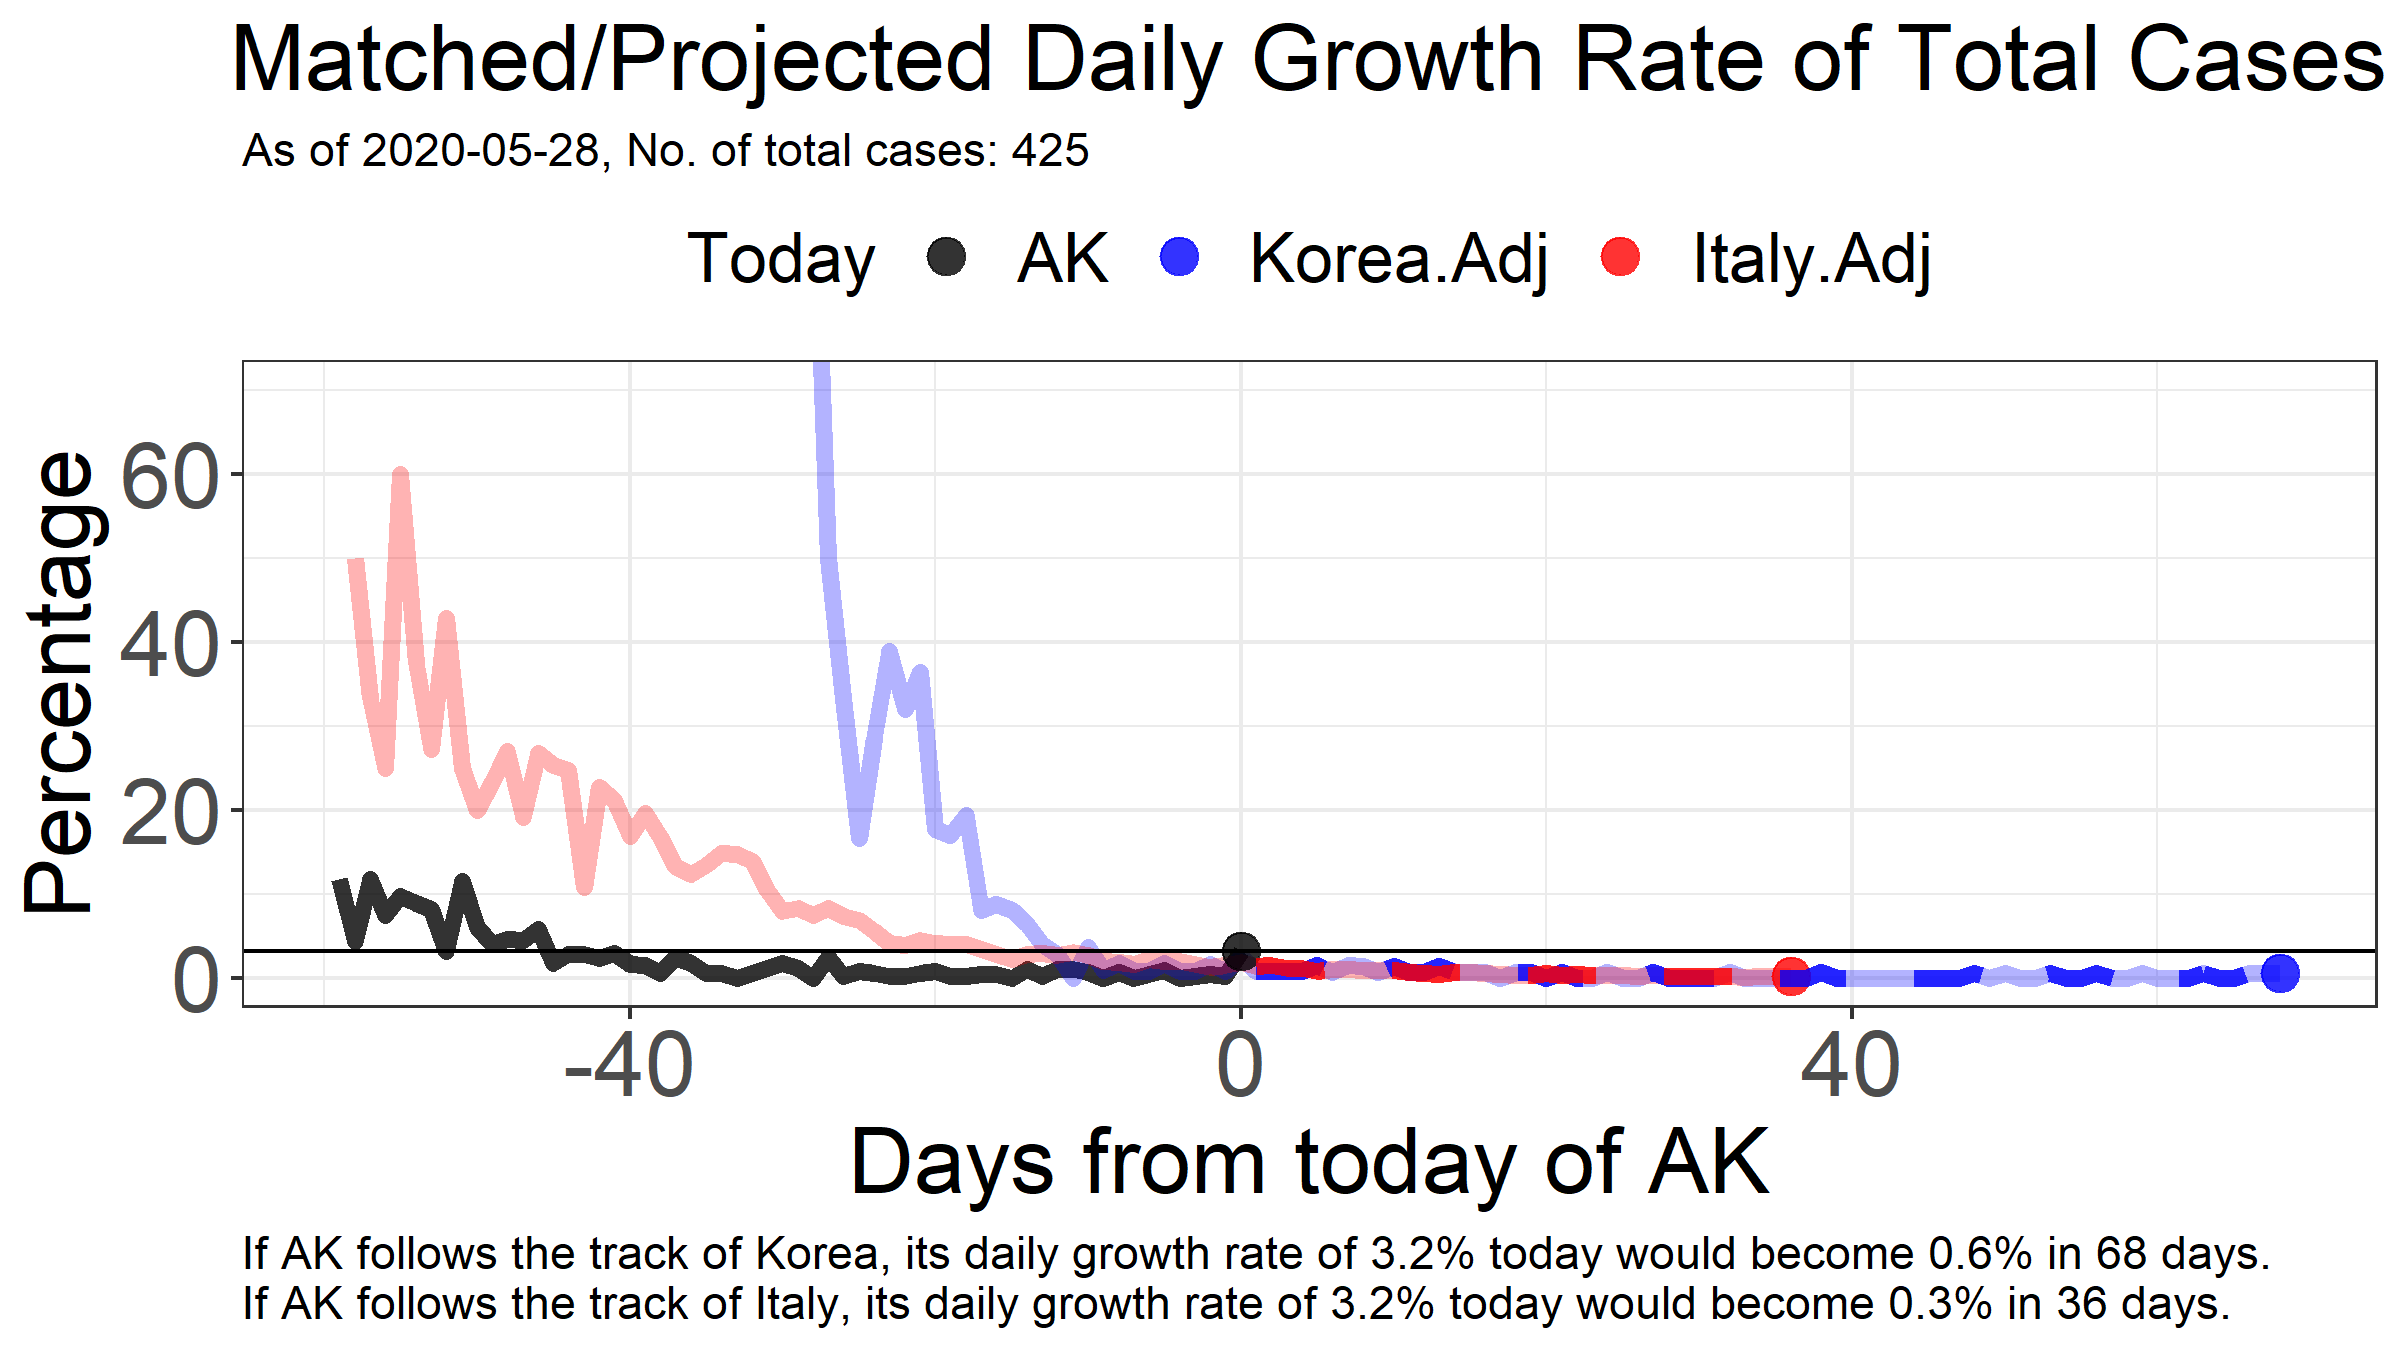 Matched/Projected Daily Growth Rate of Total Cases
As of 2020-05-28, No. of total cases: 425
Today AK Korea.Adj Italy.Adj
Percentage
60
40
20
0
-40 0 40
Days from today of AK
If AK follows the track of Korea, its daily growth rate of 3.2% today would become 0.6% in 68 days.
If AK follows the track of Italy, its daily growth rate of 3.2% today would become 0.3% in 36 days.